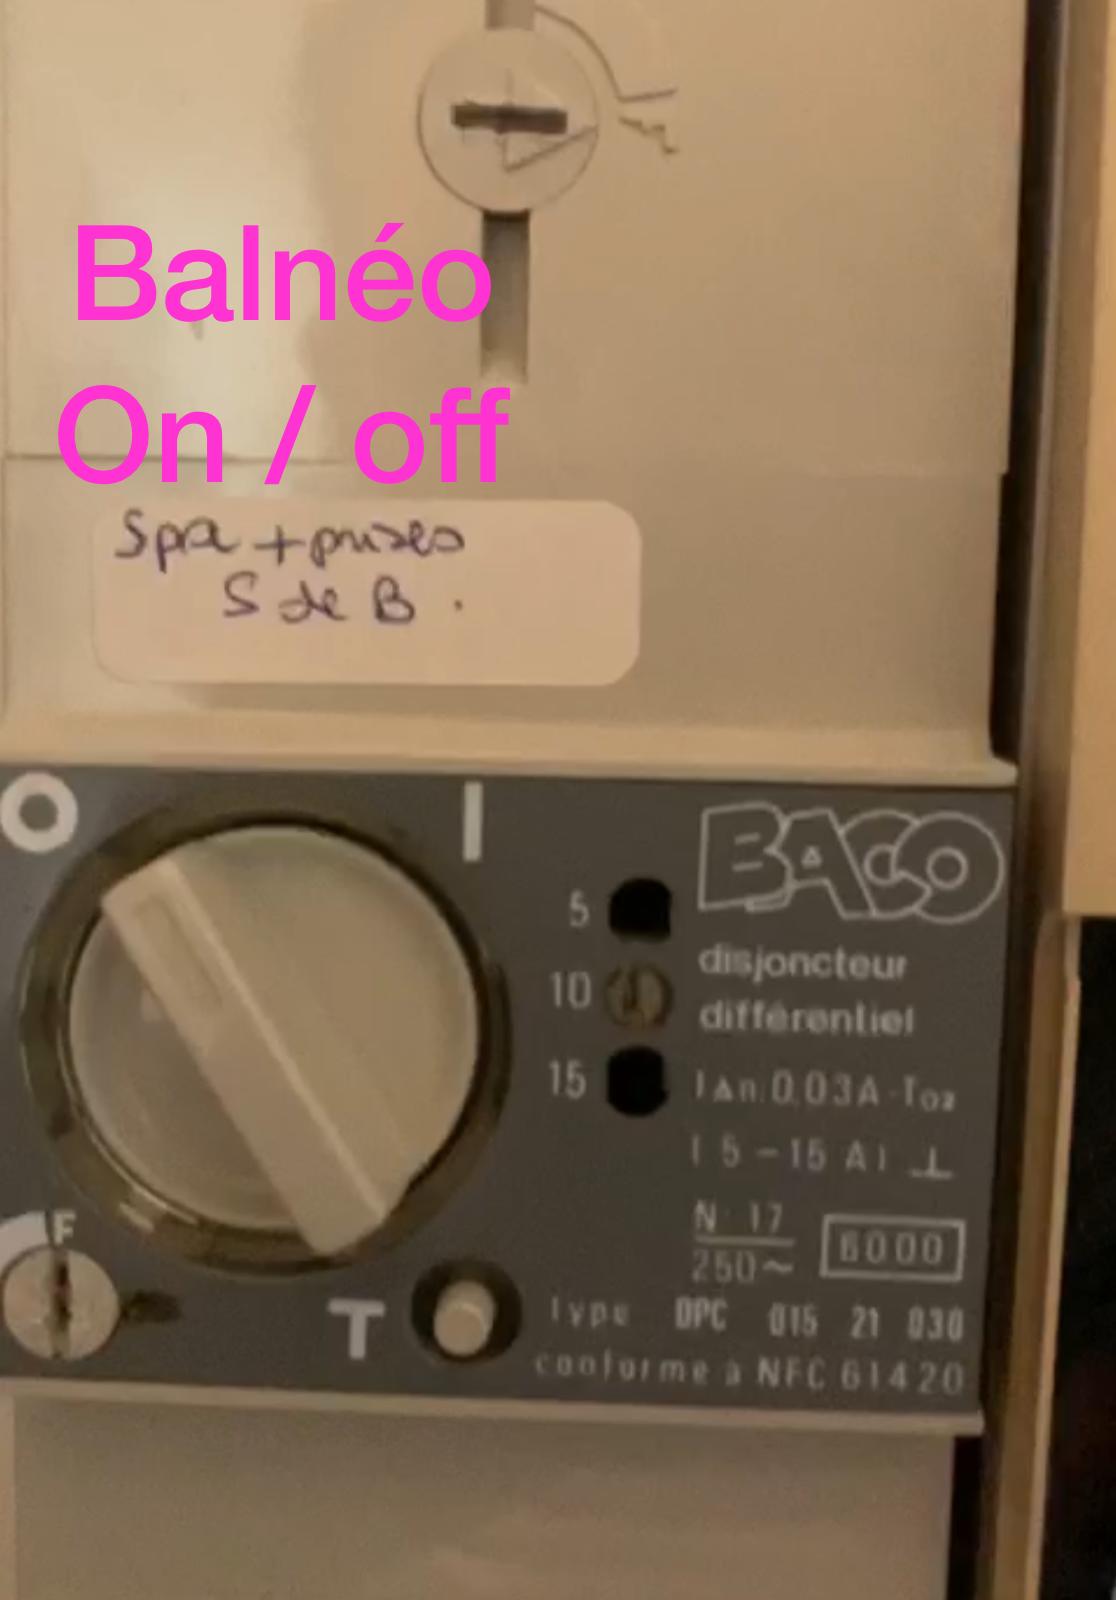 Balnéo
On / off
Spa + prises
S de B.
O I
BACO
5
disjoncteur
10
différentiel
15
I∆n.0,03A-To2
( 5-15 A) ⊥
N 17
250~
6000
F
T
type DPC 015 21 030
conforme à NFC 61420